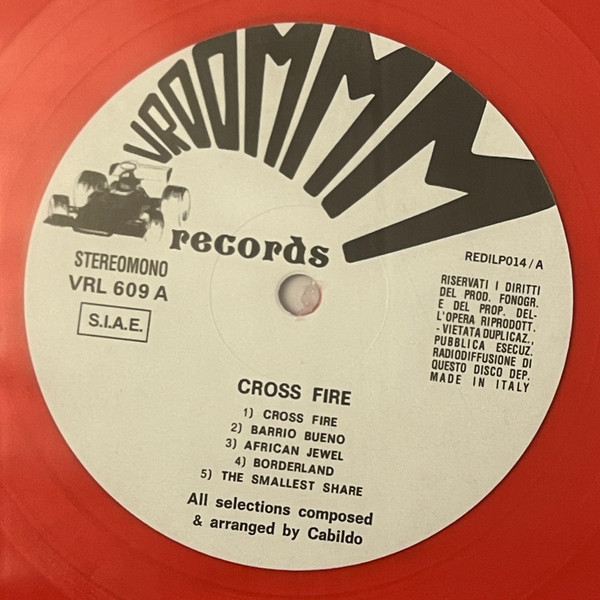 VROOMMM
records
STEREOMONO
VRL 609 A
S.I.A.E.
REDILP014/A
RISERVATI I DIRITTI
DEL PROD. FONOGR.
E DEL PROP. DEL-
L'OPERA RIPRODOTT.
- VIETATA DUPLICAZ.,
PUBBLICA ESECUZ.
RADIODIFFUSIONE DI
QUESTO DISCO DEP.
MADE IN ITALY
CROSS FIRE
1) CROSS FIRE
2) BARRIO BUENO
3) AFRICAN JEWEL
4) BORDERLAND
5) THE SMALLEST SHARE
All selections composed
& arranged by Cabildo